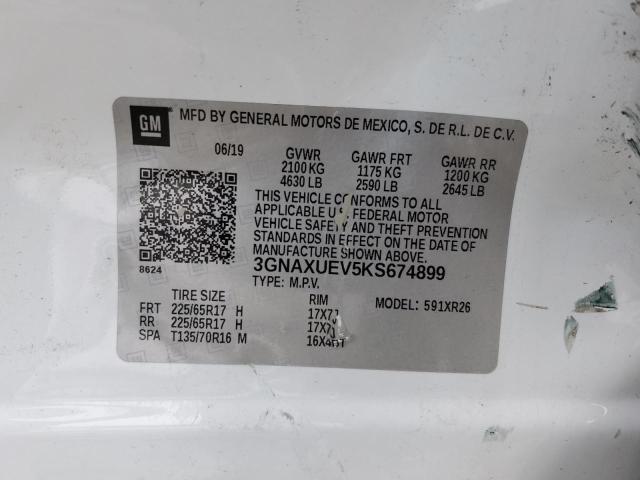 GM MFD BY GENERAL MOTORS DE MEXICO, S. DE R.L. DE C.V.
06/19 GVWR GAWR FRT GAWR RR
2100 KG 1175 KG 1200 KG
4630 LB 2590 LB 2645 LB
THIS VEHICLE CONFORMS TO ALL
APPLICABLE U.S. FEDERAL MOTOR
VEHICLE SAFETY AND THEFT PREVENTION
STANDARDS IN EFFECT ON THE DATE OF
MANUFACTURE SHOWN ABOVE.
8624 3GNAXUEV5KS674899
TYPE: M.P.V.
TIRE SIZE RIM MODEL: 591XR26
FRT 225/65R17 H 17X7J
RR 225/65R17 H
SPA T135/70R16 M